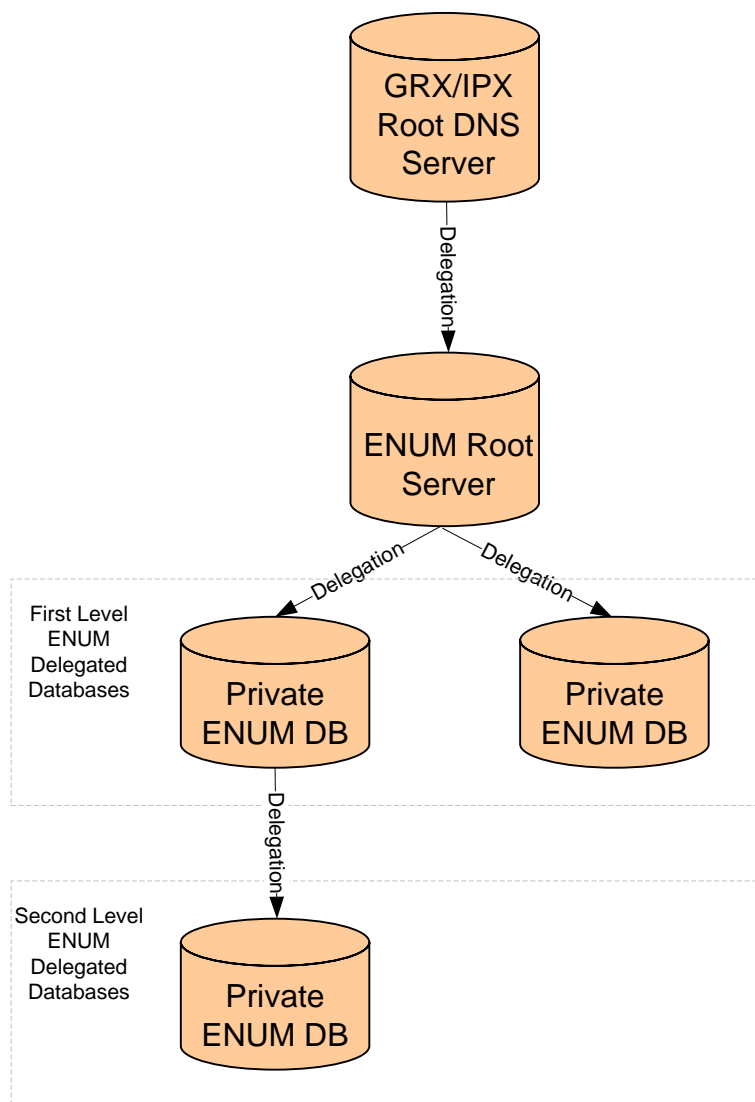 GRX/IPX
Root DNS
Server
Delegation
ENUM Root
Server
Delegation
Delegation
First Level
ENUM
Delegated
Databases
Private
ENUM DB
Private
ENUM DB
Delegation
Second Level
ENUM
Delegated
Databases
Private
ENUM DB